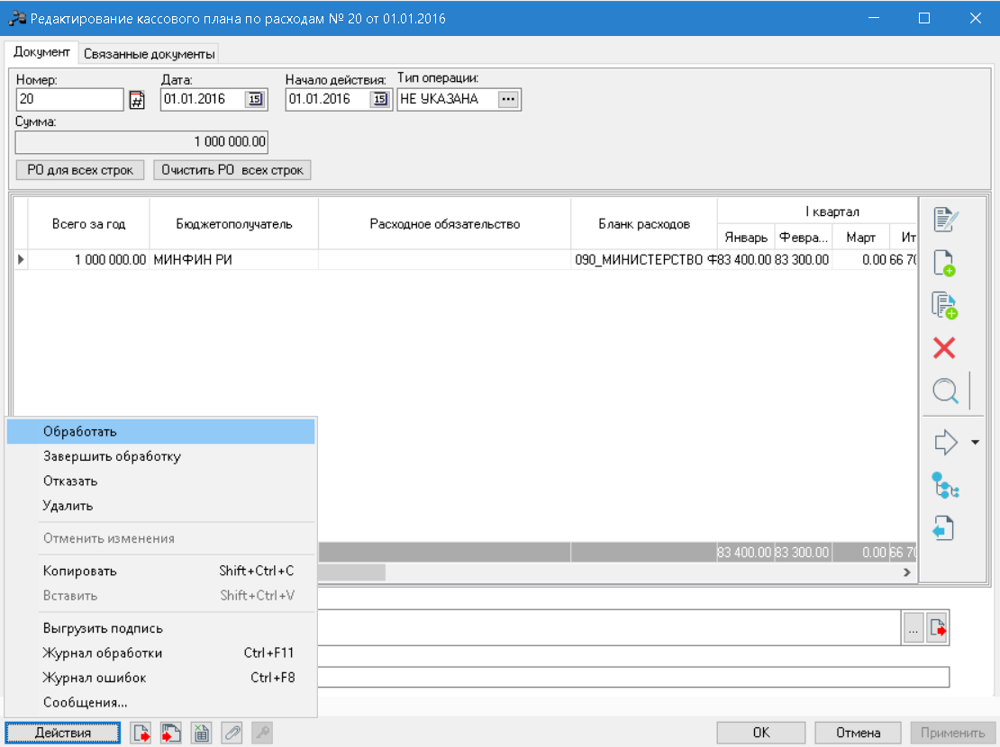 Редактирование кассового плана по расходам № 20 от 01.01.2016
Документ Связанные документы
Номер: Дата: Начало действия: Тип операции:
20 01.01.2016 15 01.01.2016 15 НЕ УКАЗАНА ...
Сумма:
1 000 000.00
РО для всех строк Очистить РО всех строк
Всего за год Бюджетополучатель Расходное обязательство Бланк расходов I квартал
Январь Февра... Март Ит
1 000 000.00 МИНФИН РИ 090_МИНИСТЕРСТВО Ф 83 400.00 83 300.00 0.00 66 70
Обработать
Завершить обработку
Отказать
Удалить
Отменить изменения
83 400.00 83 300.00 0.00 66 70
Копировать Shift+Ctrl+C
Вставить Shift+Ctrl+V
Выгрузить подпись
...
Журнал обработки Ctrl+F11
Журнал ошибок Ctrl+F8
Сообщения...
Действия OK Отмена Применить